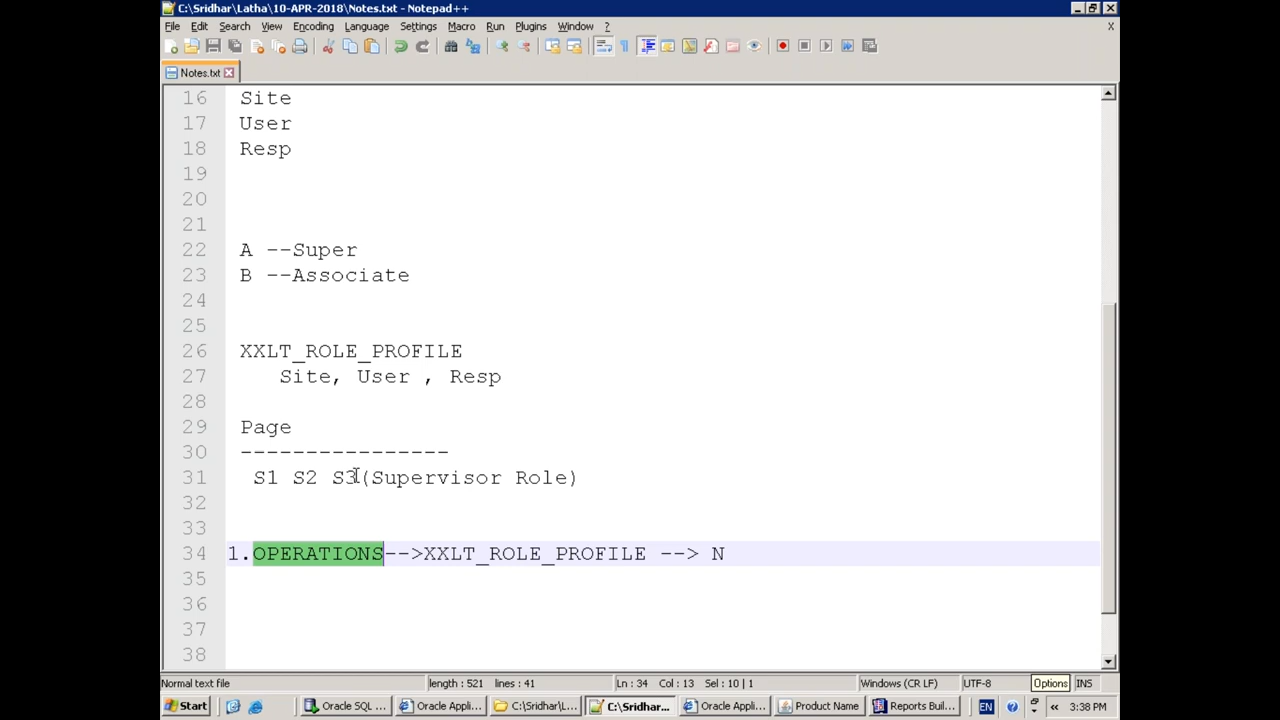 C:\Sridhar\Latha\10-APR-2018\Notes.txt - Notepad++
File Edit Search View Encoding Language Settings Macro Run Plugins Window ? X
Notes.txt
16 Site
17 User
18 Resp
19
20
21
22 A --Super
23 B --Associate
24
25
26 XXLT_ROLE_PROFILE
27 Site, User , Resp
28
29 Page
30 ----------------
31 S1 S2 S3(Supervisor Role)
32
33
34 1.OPERATIONS-->XXLT_ROLE_PROFILE --> N
35
36
37
38
Normal text file length : 521 lines : 41 Ln : 34 Col : 13 Sel : 10 | 1 Windows (CR LF) UTF-8 Options INS
Start Oracle SQL ... Oracle Appli... C:\Sridhar\L... C:\Sridhar... Oracle Appli... Product Name Reports Buil... EN « 3:38 PM